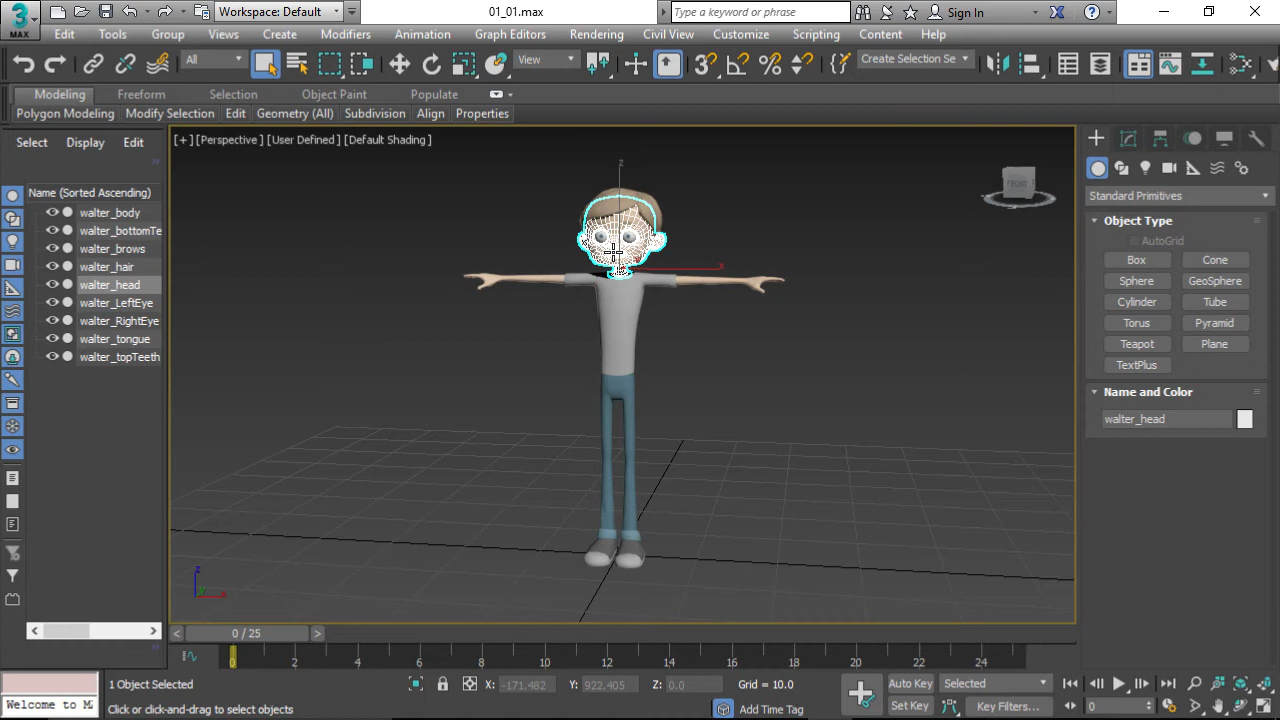 3 MAX Workspace: Default 01_01.max Type a keyword or phrase Sign In
Edit Tools Group Views Create Modifiers Animation Graph Editors Rendering Civil View Customize Scripting Content Help
All View Create Selection Se
Modeling Freeform Selection Object Paint Populate
Polygon Modeling Modify Selection Edit Geometry (All) Subdivision Align Properties
Select Display Edit
[+] [Perspective] [User Defined] [Default Shading]
Name (Sorted Ascending)
walter_body
walter_bottomTe
walter_brows
walter_hair
walter_head
walter_LeftEye
walter_RightEye
walter_tongue
walter_topTeeth
z
x
FRONT
Standard Primitives
Object Type
AutoGrid
Box Cone
Sphere GeoSphere
Cylinder Tube
Torus Pyramid
Teapot Plane
TextPlus
Name and Color
walter_head
z
y
x
< 0 / 25 >
0 2 4 6 8 10 12 14 16 18 20 22 24
1 Object Selected X: -171.482 Y: 922.405 Z: 0.0 Grid = 10.0 Auto Key Selected
Welcome to MA Click or click-and-drag to select objects Add Time Tag Set Key Key Filters... 0